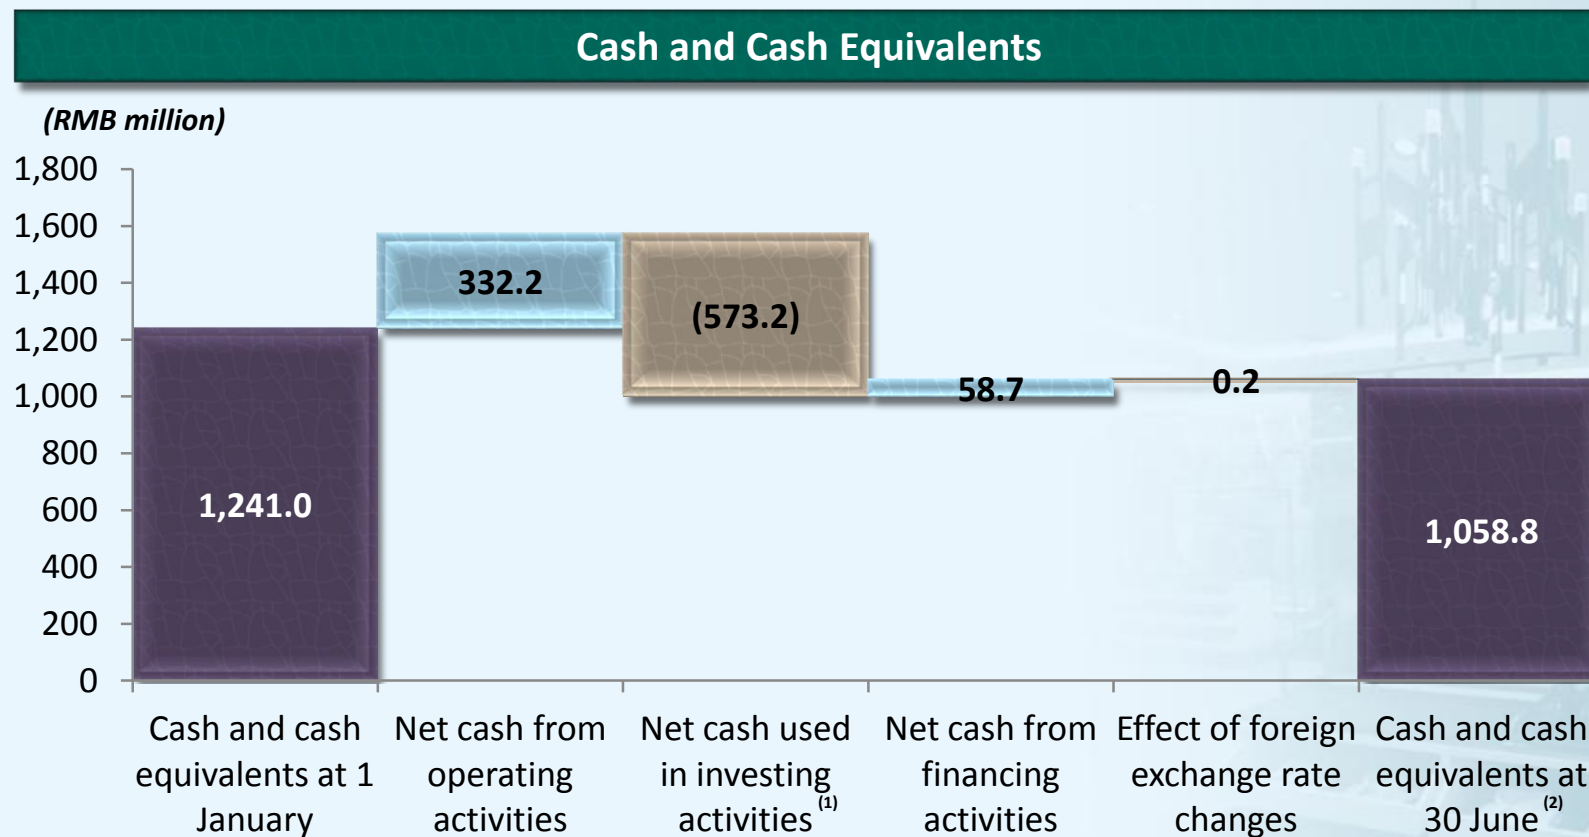 Cash and Cash Equivalents
(RMB million)
1,800
1,600
1,400
1,200
1,000
800
600
400
200
0
332.2
(573.2)
58.7
0.2
1,241.0
1,058.8
Cash and cash
equivalents at 1
January
Net cash from
operating
activities
Net cash used
in investing
activities (1)
Net cash from
financing
activities
Effect of foreign
exchange rate
changes
Cash and cash
equivalents at
30 June (2)